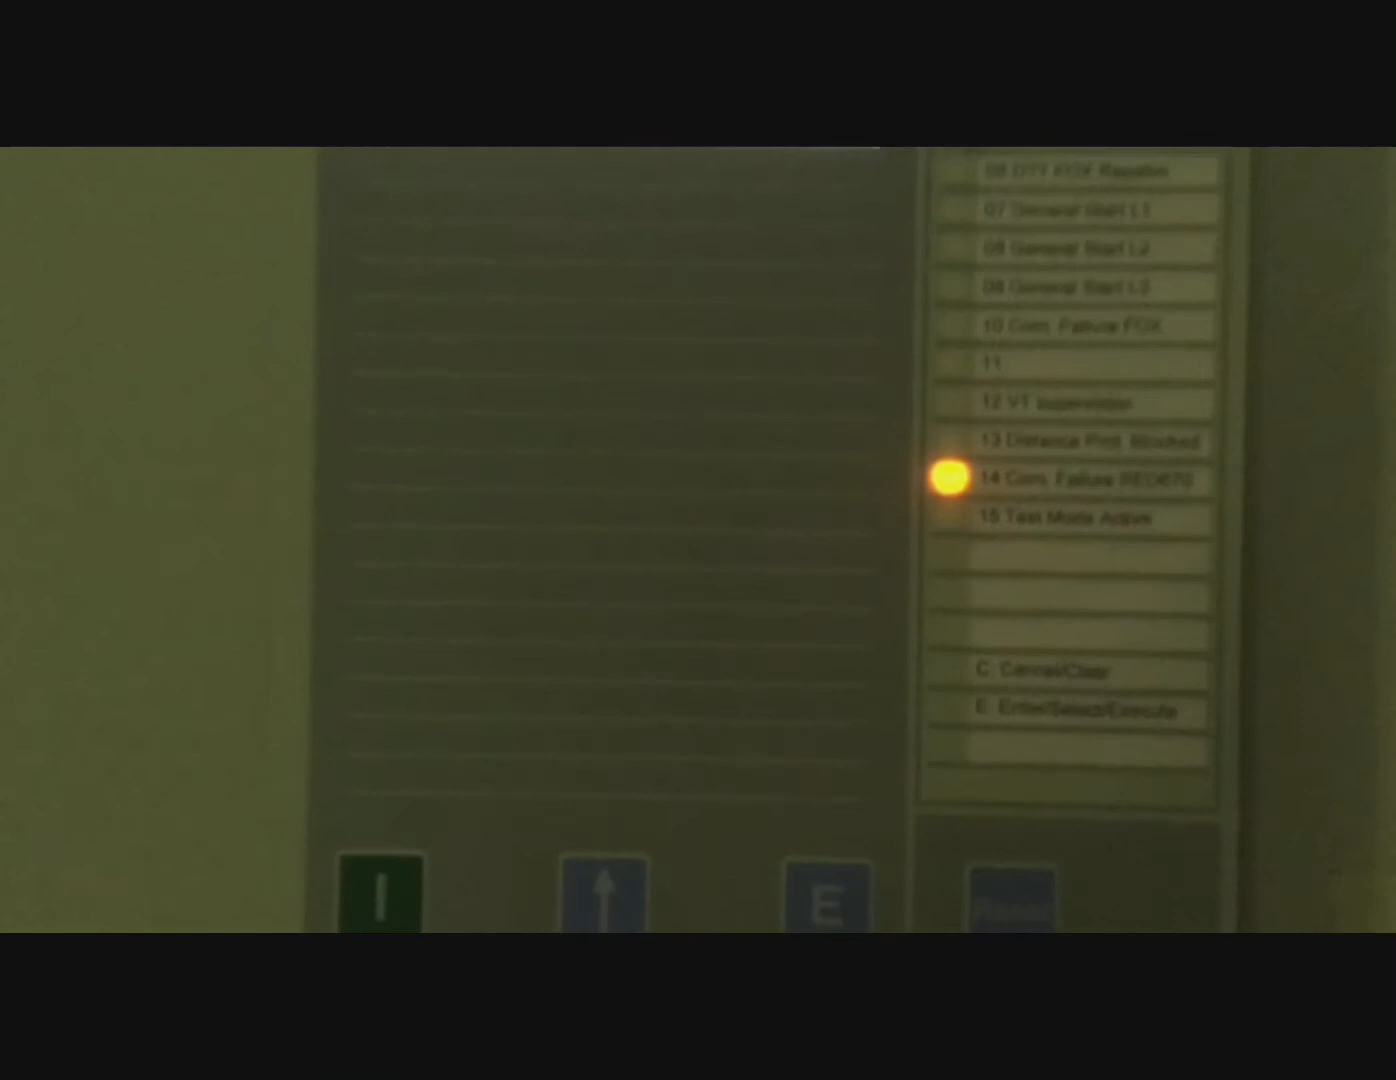 07 General Start L1
08 General Start L2
09 General Start L3
10 Com. Failure FOX
11
12 VT supervision
13 Distance Prot. Blocked
14 Com. Failure RED670
15 Test Mode Active
C: Cancel/Clear
E: Enter/Select/Execute
I
E
Reset